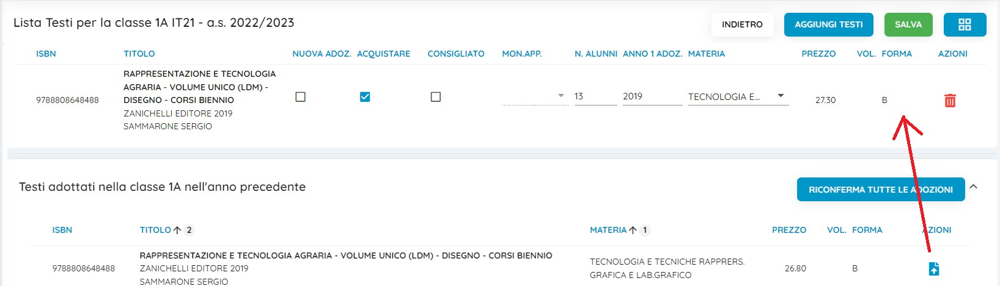 Lista Testi per la classe 1A IT21 - a.s. 2022/2023
INDIETRO
AGGIUNGI TESTI
SALVA
ISBN TITOLO NUOVA ADOZ. ACQUISTARE CONSIGLIATO MON.APP. N. ALUNNI ANNO 1 ADOZ. MATERIA PREZZO VOL. FORMA AZIONI
RAPPRESENTAZIONE E TECNOLOGIA
AGRARIA - VOLUME UNICO (LDM) -
DISEGNO - CORSI BIENNIO
ZANICHELLI EDITORE 2019
SAMMARONE SERGIO
9788808648488 13 2019 TECNOLOGIA E... 27.30 B
Testi adottati nella classe 1A nell'anno precedente
RICONFERMA TUTTE LE ADOZIONI
ISBN TITOLO 2 MATERIA 1 PREZZO VOL. FORMA AZIONI
RAPPRESENTAZIONE E TECNOLOGIA AGRARIA - VOLUME UNICO (LDM) - DISEGNO - CORSI BIENNIO
9788808648488 ZANICHELLI EDITORE 2019
SAMMARONE SERGIO
TECNOLOGIA E TECNICHE RAPPRERS.
GRAFICA E LAB.GRAFICO
26.80 B